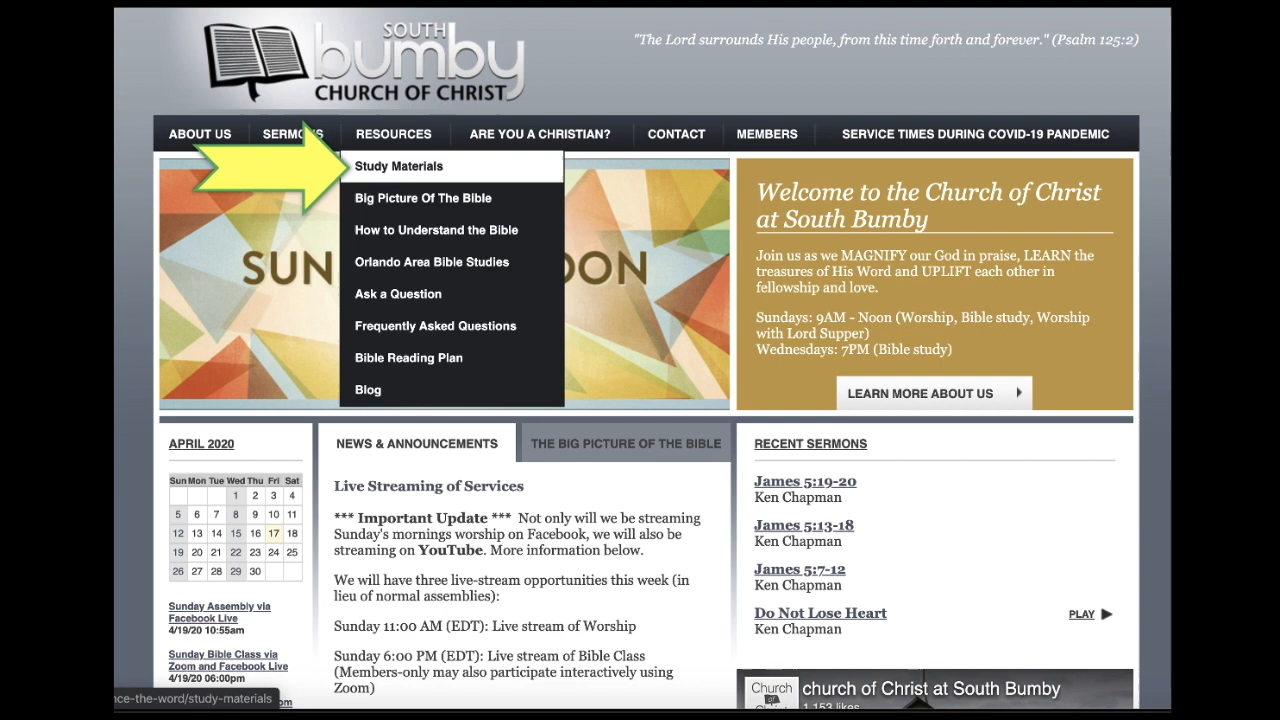 SOUTH
bumby
CHURCH OF CHRIST
"The Lord surrounds His people, from this time forth and forever." (Psalm 125:2)
ABOUT US SERMONS RESOURCES ARE YOU A CHRISTIAN? CONTACT MEMBERS SERVICE TIMES DURING COVID-19 PANDEMIC
Study Materials
Big Picture Of The Bible
How to Understand the Bible
Orlando Area Bible Studies
Ask a Question
Frequently Asked Questions
Bible Reading Plan
Blog
SUN OON
Welcome to the Church of Christ
at South Bumby
Join us as we MAGNIFY our God in praise, LEARN the
treasures of His Word and UPLIFT each other in
fellowship and love.
Sundays: 9AM - Noon (Worship, Bible study, Worship
with Lord Supper)
Wednesdays: 7PM (Bible study)
LEARN MORE ABOUT US
APRIL 2020
Sun Mon Tue Wed Thu Fri Sat
1 2 3 4
5 6 7 8 9 10 11
12 13 14 15 16 17 18
19 20 21 22 23 24 25
26 27 28 29 30
Sunday Assembly via
Facebook Live
4/19/20 10:55am
Sunday Bible Class via
Zoom and Facebook Live
4/19/20 06:00pm
nce-the-word/study-materials
NEWS & ANNOUNCEMENTS THE BIG PICTURE OF THE BIBLE
Live Streaming of Services
*** Important Update *** Not only will we be streaming
Sunday's mornings worship on Facebook, we will also be
streaming on YouTube. More information below.
We will have three live-stream opportunities this week (in
lieu of normal assemblies):
Sunday 11:00 AM (EDT): Live stream of Worship
Sunday 6:00 PM (EDT): Live stream of Bible Class
(Members-only may also participate interactively using
Zoom)
RECENT SERMONS
James 5:19-20
Ken Chapman
James 5:13-18
Ken Chapman
James 5:7-12
Ken Chapman
Do Not Lose Heart PLAY
Ken Chapman
Church
church of Christ at South Bumby
1,153 likes